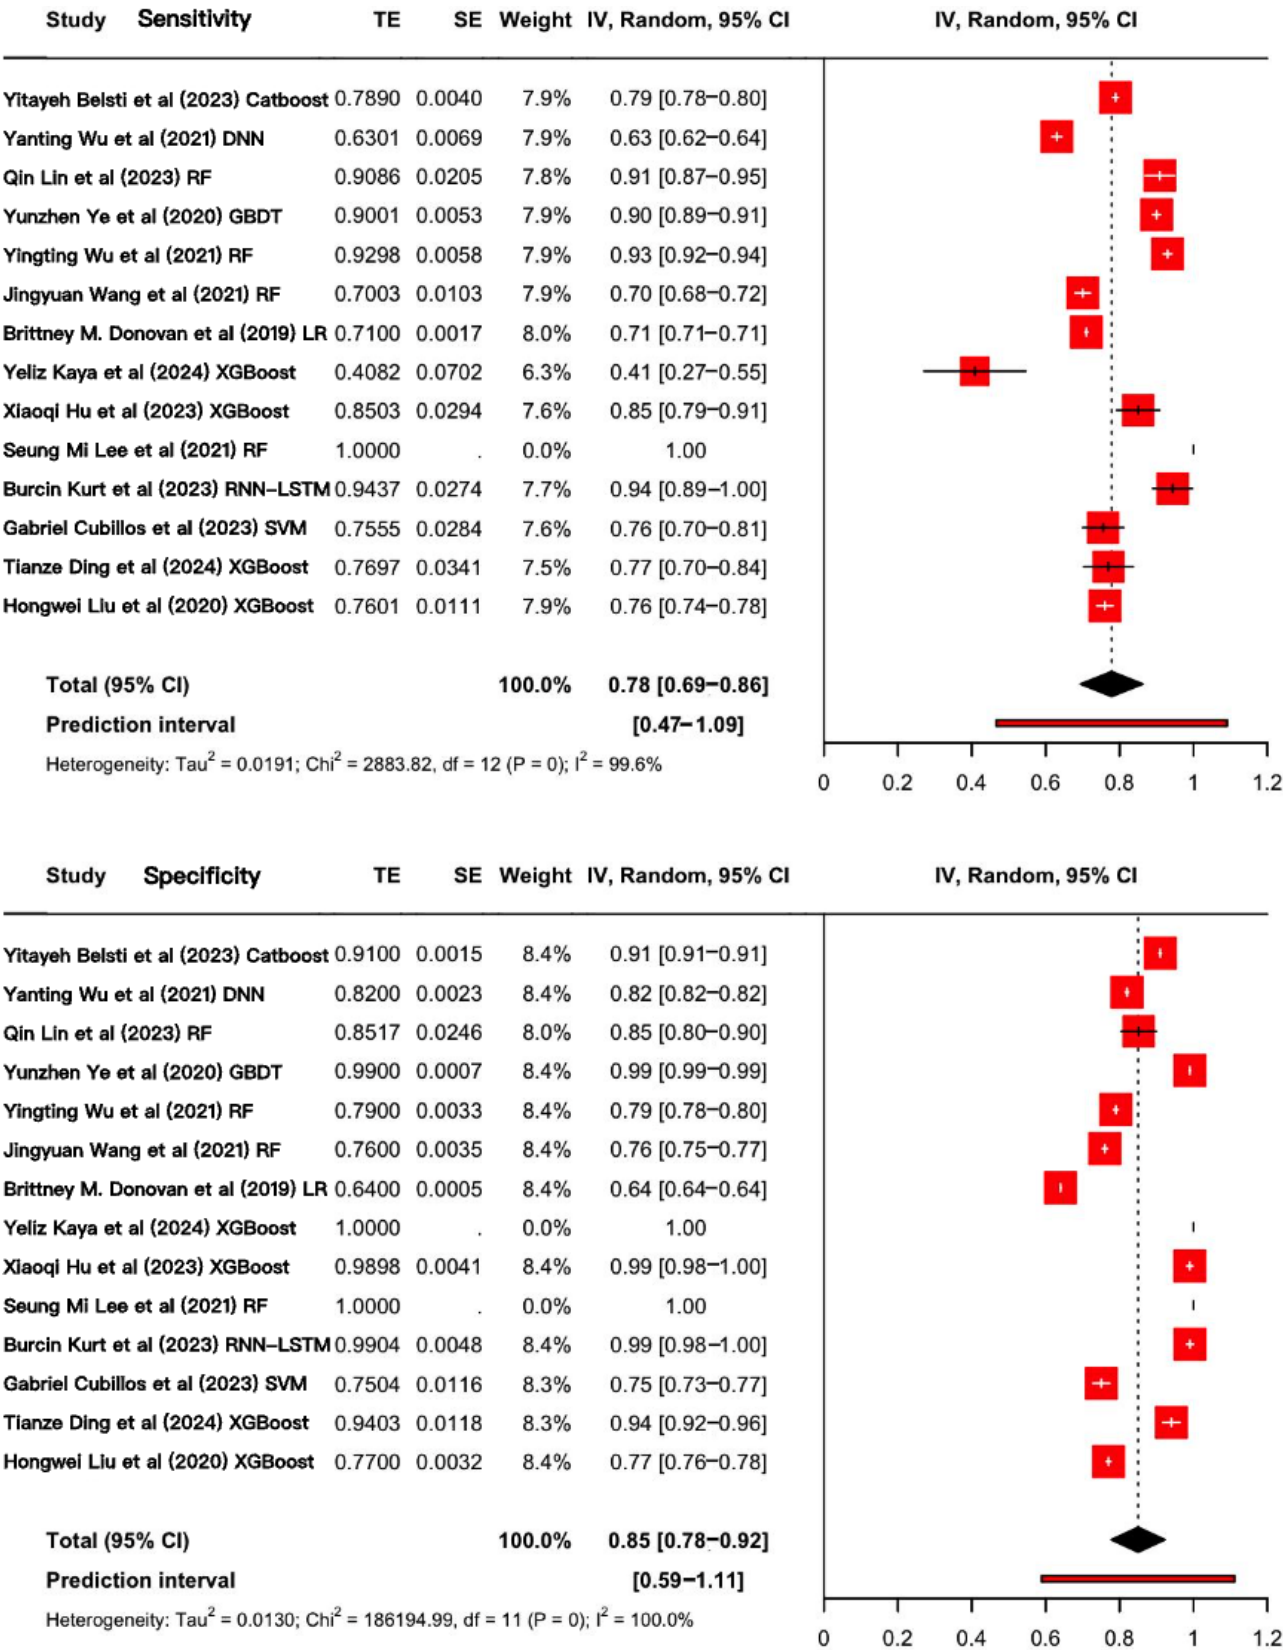 Study Sensitivity TE SE Weight IV, Random, 95% CI IV, Random, 95% CI
Yitayeh Belsti et al (2023) Catboost 0.7890 0.0040 7.9% 0.79 [0.78–0.80]
Yanting Wu et al (2021) DNN 0.6301 0.0069 7.9% 0.63 [0.62–0.64]
Qin Lin et al (2023) RF 0.9086 0.0205 7.8% 0.91 [0.87–0.95]
Yunzhen Ye et al (2020) GBDT 0.9001 0.0053 7.9% 0.90 [0.89–0.91]
Yingting Wu et al (2021) RF 0.9298 0.0058 7.9% 0.93 [0.92–0.94]
Jingyuan Wang et al (2021) RF 0.7003 0.0103 7.9% 0.70 [0.68–0.72]
Brittney M. Donovan et al (2019) LR 0.7100 0.0017 8.0% 0.71 [0.71–0.71]
Yeliz Kaya et al (2024) XGBoost 0.4082 0.0702 6.3% 0.41 [0.27–0.55]
Xiaoqi Hu et al (2023) XGBoost 0.8503 0.0294 7.6% 0.85 [0.79–0.91]
Seung Mi Lee et al (2021) RF 1.0000 . 0.0% 1.00
Burcin Kurt et al (2023) RNN–LSTM 0.9437 0.0274 7.7% 0.94 [0.89–1.00]
Gabriel Cubillos et al (2023) SVM 0.7555 0.0284 7.6% 0.76 [0.70–0.81]
Tianze Ding et al (2024) XGBoost 0.7697 0.0341 7.5% 0.77 [0.70–0.84]
Hongwei Liu et al (2020) XGBoost 0.7601 0.0111 7.9% 0.76 [0.74–0.78]
Total (95% CI) 100.0% 0.78 [0.69–0.86]
Prediction interval [0.47–1.09]
Heterogeneity: Tau² = 0.0191; Chi² = 2883.82, df = 12 (P = 0); I² = 99.6%
0 0.2 0.4 0.6 0.8 1 1.2
Study Specificity TE SE Weight IV, Random, 95% CI IV, Random, 95% CI
Yitayeh Belsti et al (2023) Catboost 0.9100 0.0015 8.4% 0.91 [0.91–0.91]
Yanting Wu et al (2021) DNN 0.8200 0.0023 8.4% 0.82 [0.82–0.82]
Qin Lin et al (2023) RF 0.8517 0.0246 8.0% 0.85 [0.80–0.90]
Yunzhen Ye et al (2020) GBDT 0.9900 0.0007 8.4% 0.99 [0.99–0.99]
Yingting Wu et al (2021) RF 0.7900 0.0033 8.4% 0.79 [0.78–0.80]
Jingyuan Wang et al (2021) RF 0.7600 0.0035 8.4% 0.76 [0.75–0.77]
Brittney M. Donovan et al (2019) LR 0.6400 0.0005 8.4% 0.64 [0.64–0.64]
Yeliz Kaya et al (2024) XGBoost 1.0000 . 0.0% 1.00
Xiaoqi Hu et al (2023) XGBoost 0.9898 0.0041 8.4% 0.99 [0.98–1.00]
Seung Mi Lee et al (2021) RF 1.0000 . 0.0% 1.00
Burcin Kurt et al (2023) RNN–LSTM 0.9904 0.0048 8.4% 0.99 [0.98–1.00]
Gabriel Cubillos et al (2023) SVM 0.7504 0.0116 8.3% 0.75 [0.73–0.77]
Tianze Ding et al (2024) XGBoost 0.9403 0.0118 8.3% 0.94 [0.92–0.96]
Hongwei Liu et al (2020) XGBoost 0.7700 0.0032 8.4% 0.77 [0.76–0.78]
Total (95% CI) 100.0% 0.85 [0.78–0.92]
Prediction interval [0.59–1.11]
Heterogeneity: Tau² = 0.0130; Chi² = 186194.99, df = 11 (P = 0); I² = 100.0%
0 0.2 0.4 0.6 0.8 1 1.2